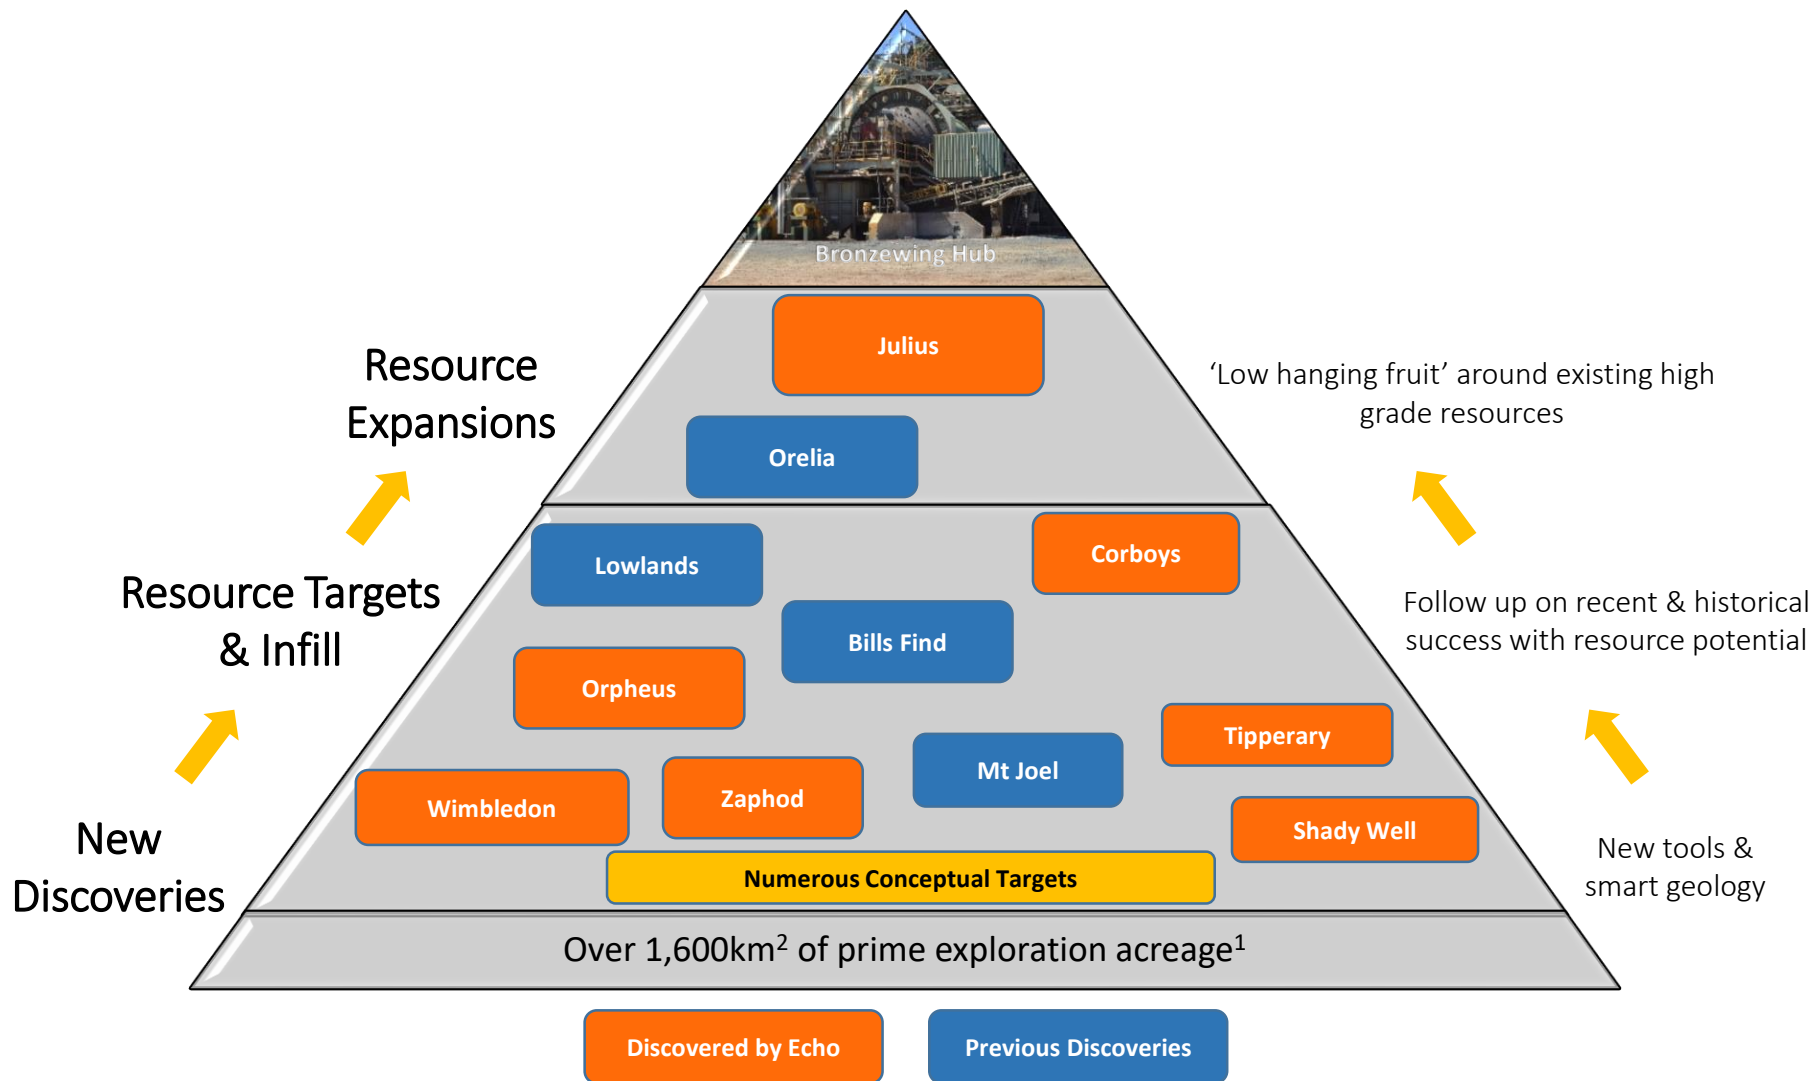 Bronzewing Hub
Julius
Resource
Expansions
‘Low hanging fruit’ around existing high
grade resources
Orelia
Lowlands
Corboys
Resource Targets
& Infill
Follow up on recent & historical
success with resource potential
Bills Find
Orpheus
Tipperary
Mt Joel
Zaphod
Wimbledon
Shady Well
New
Discoveries
New tools &
smart geology
Numerous Conceptual Targets
Over 1,600km² of prime exploration acreage¹
Discovered by Echo
Previous Discoveries